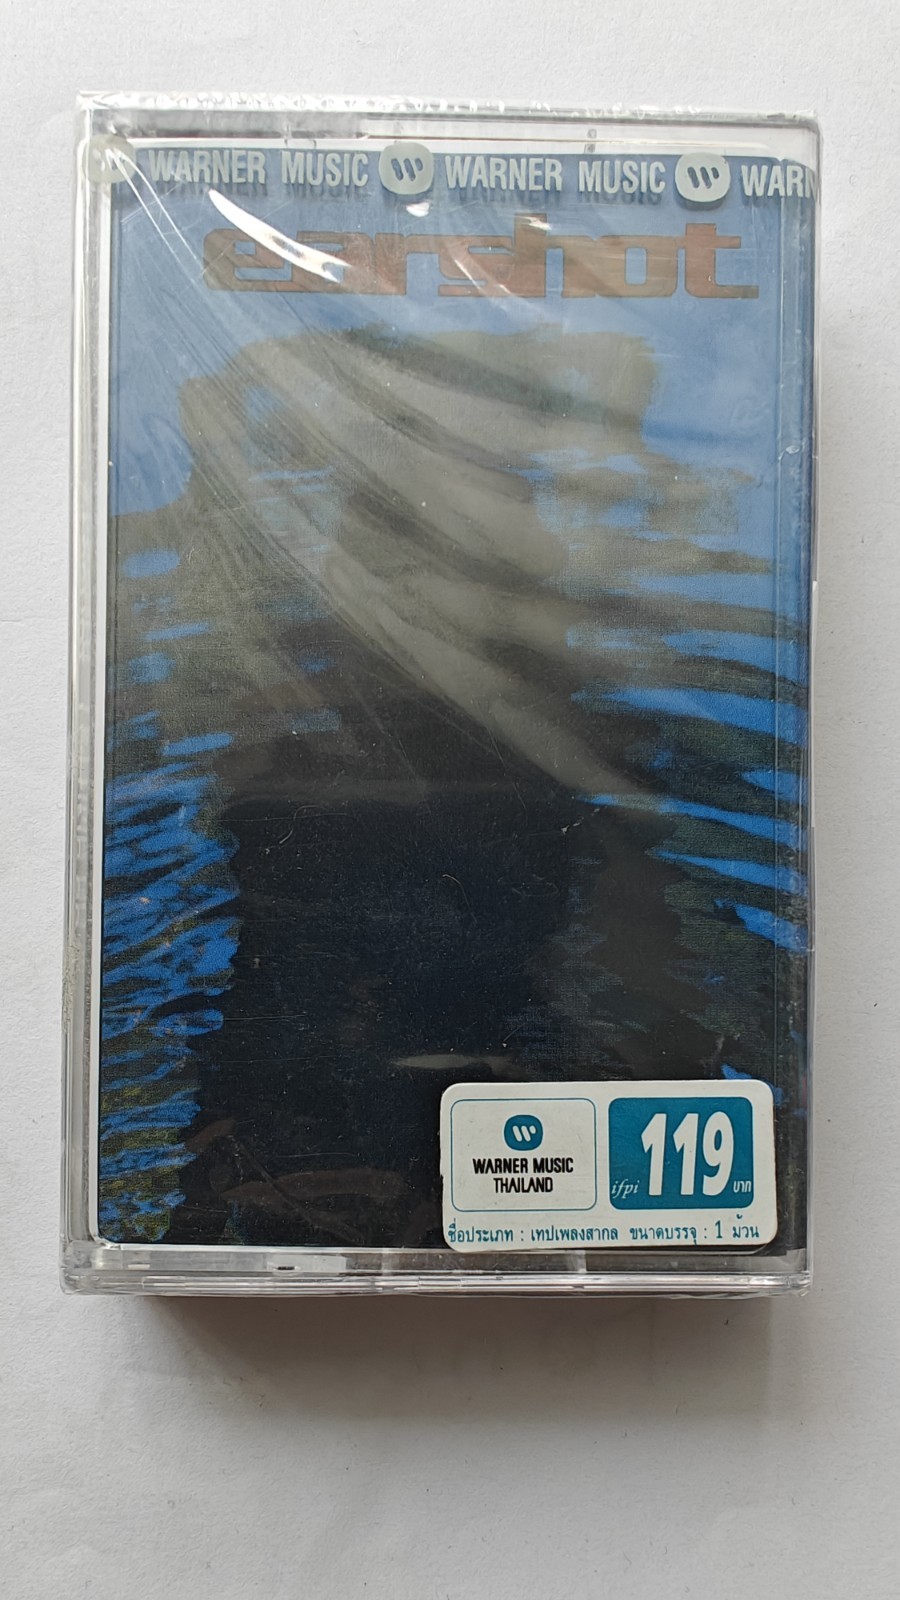 WARNER MUSIC WARNER MUSIC WARN
earshot
WARNER MUSIC
THAILAND
ifpi 119 บาท
ชื่อประเภท : เทปเพลงสากล ขนาดบรรจุ : 1 ม้วน